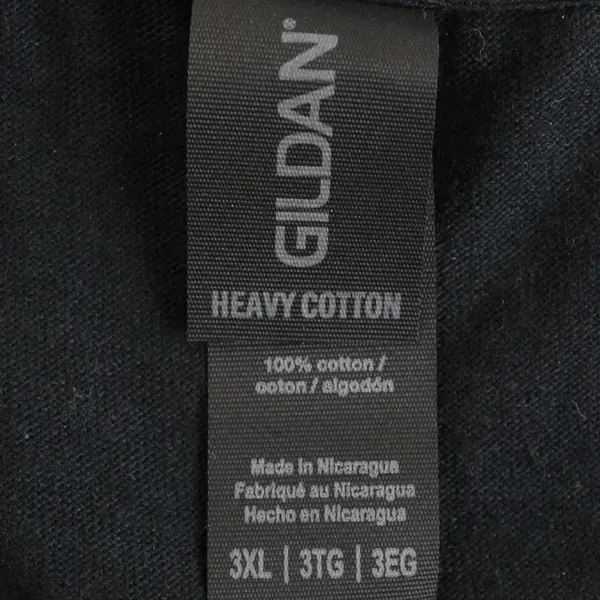 GILDAN®
HEAVY COTTON
100% cotton /
coton / algodón
Made in Nicaragua
Fabriqué au Nicaragua
Hecho en Nicaragua
3XL | 3TG | 3EG